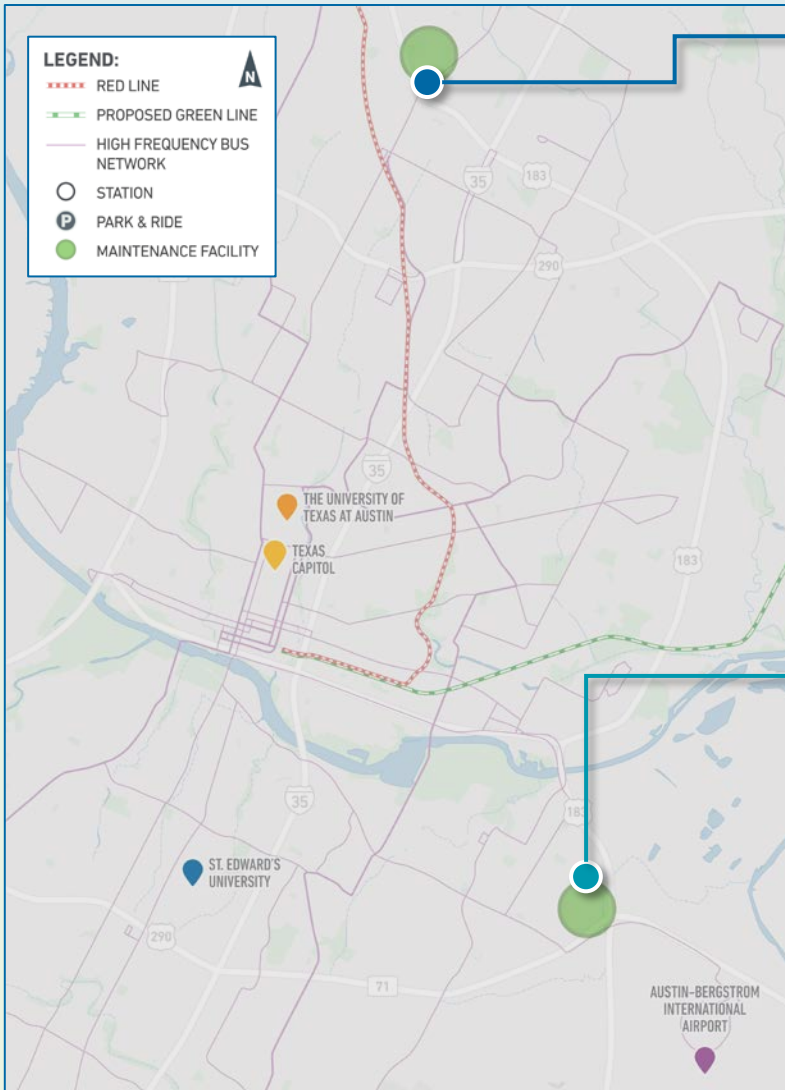 LEGEND:
N
RED LINE
PROPOSED GREEN LINE
HIGH FREQUENCY BUS
NETWORK
STATION
P
PARK & RIDE
MAINTENANCE FACILITY
183
35
290
35
THE UNIVERSITY OF
TEXAS AT AUSTIN
TEXAS
CAPITOL
183
35
183
ST. EDWARD'S
UNIVERSITY
290
71
AUSTIN-BERGSTROM
INTERNATIONAL
AIRPORT